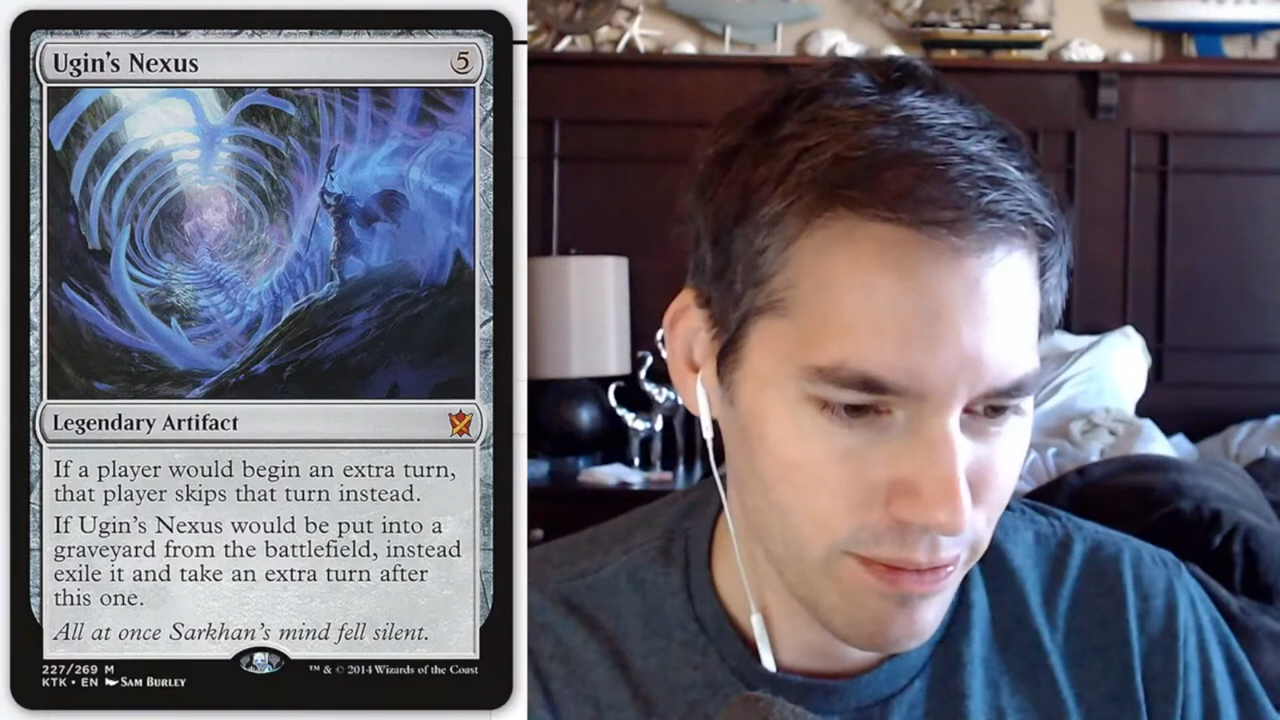 Ugin's Nexus 5
Legendary Artifact
If a player would begin an extra turn,
that player skips that turn instead.
If Ugin's Nexus would be put into a
graveyard from the battlefield, instead
exile it and take an extra turn after
this one.
All at once Sarkhan's mind fell silent.
227/269 M
KTK • EN SAM BURLEY
™ & © 2014 Wizards of the Coast